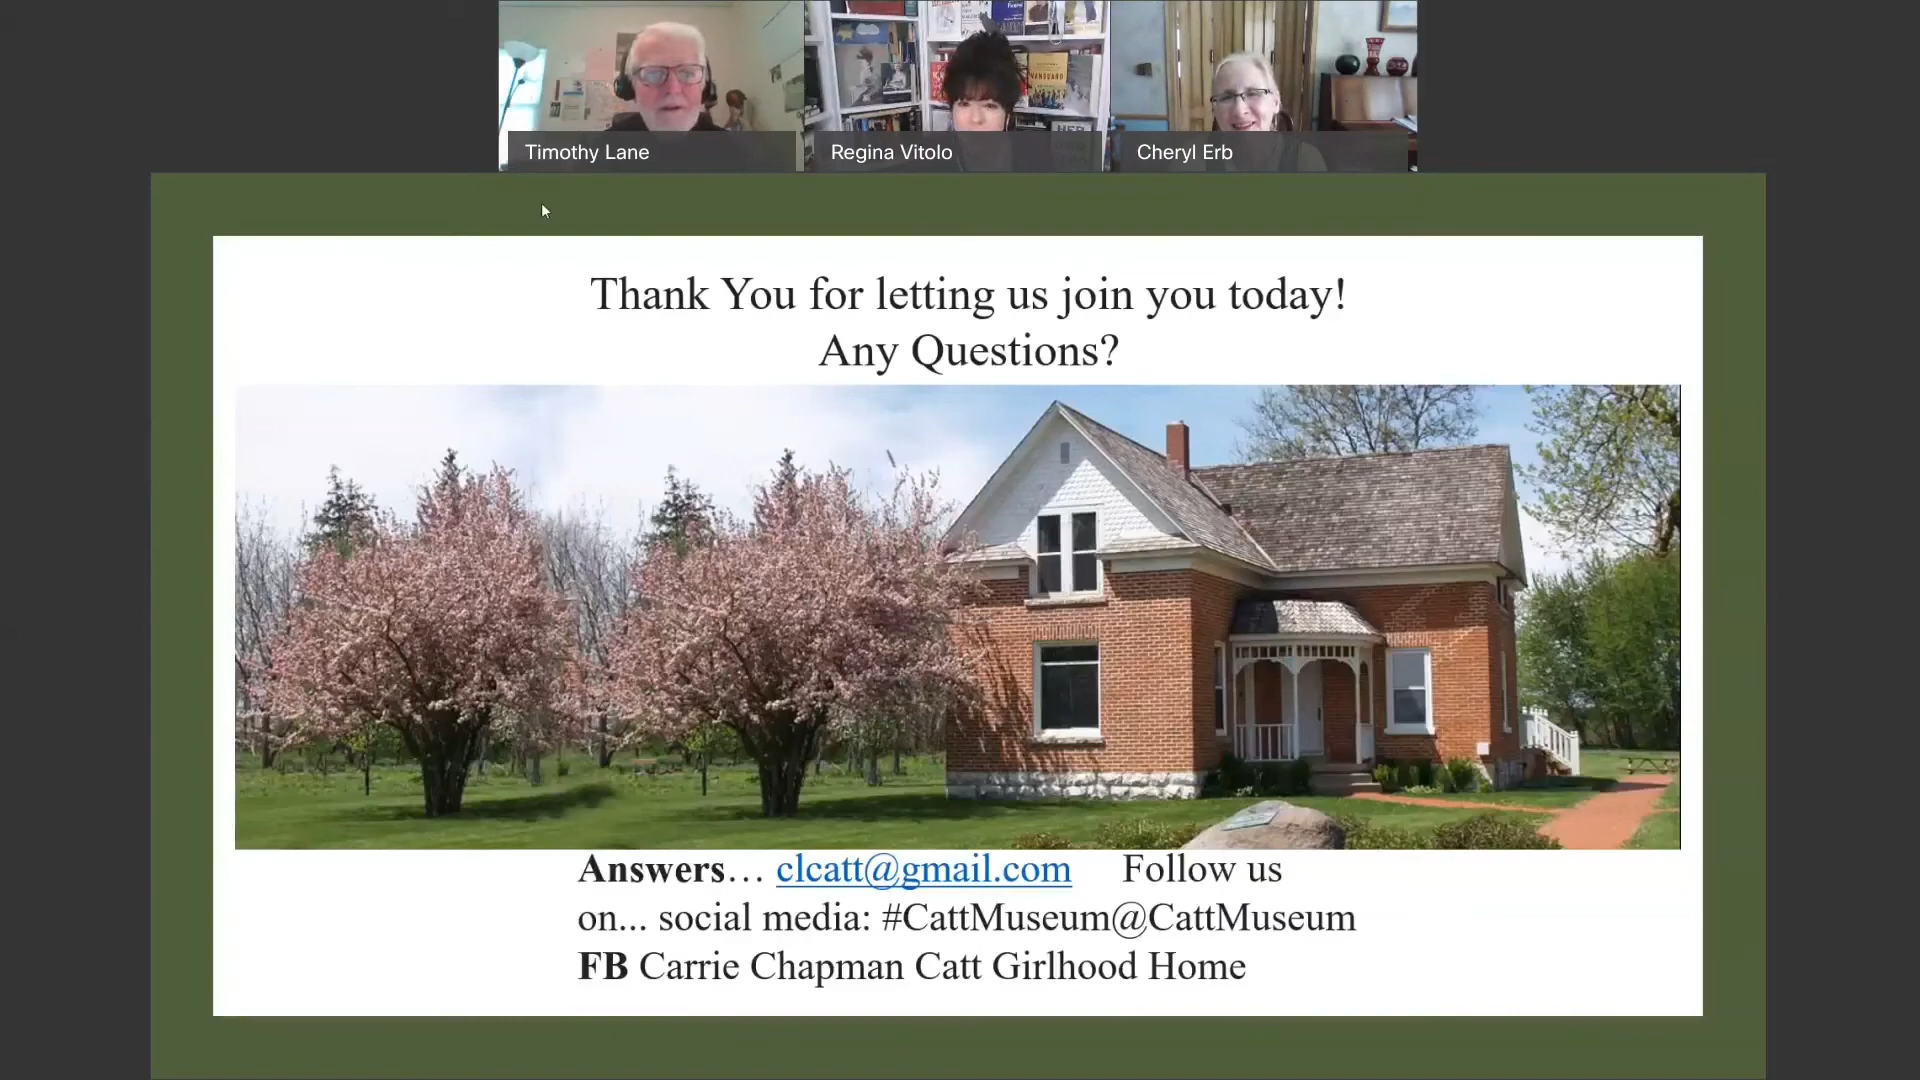 Timothy Lane
Regina Vitolo
Cheryl Erb
VANGUARD
Thank You for letting us join you today!
Any Questions?
Answers… clcatt@gmail.com Follow us
on... social media: #CattMuseum@CattMuseum
FB Carrie Chapman Catt Girlhood Home